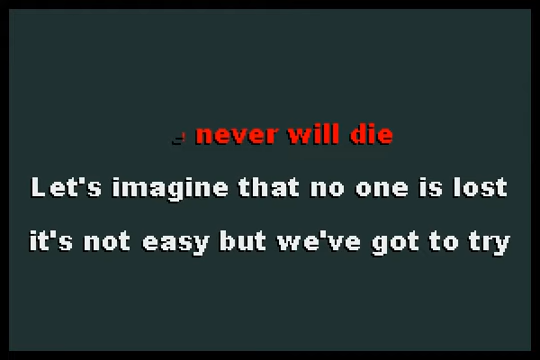 never will die
Let's imagine that no one is lost
it's not easy but we've got to try